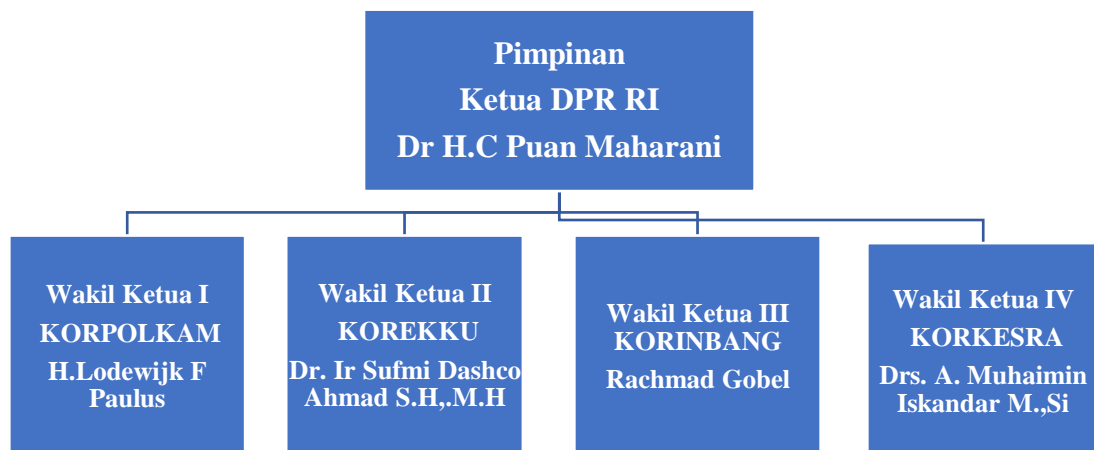 Pimpinan
Ketua DPR RI
Dr H.C Puan Maharani
Wakil Ketua I
KORPOLKAM
H.Lodewijk F
Paulus
Wakil Ketua II
KOREKKU
Dr. Ir Sufmi Dashco
Ahmad S.H,.M.H
Wakil Ketua III
KORINBANG
Rachmad Gobel
Wakil Ketua IV
KORKESRA
Drs. A. Muhaimin
Iskandar M.,Si